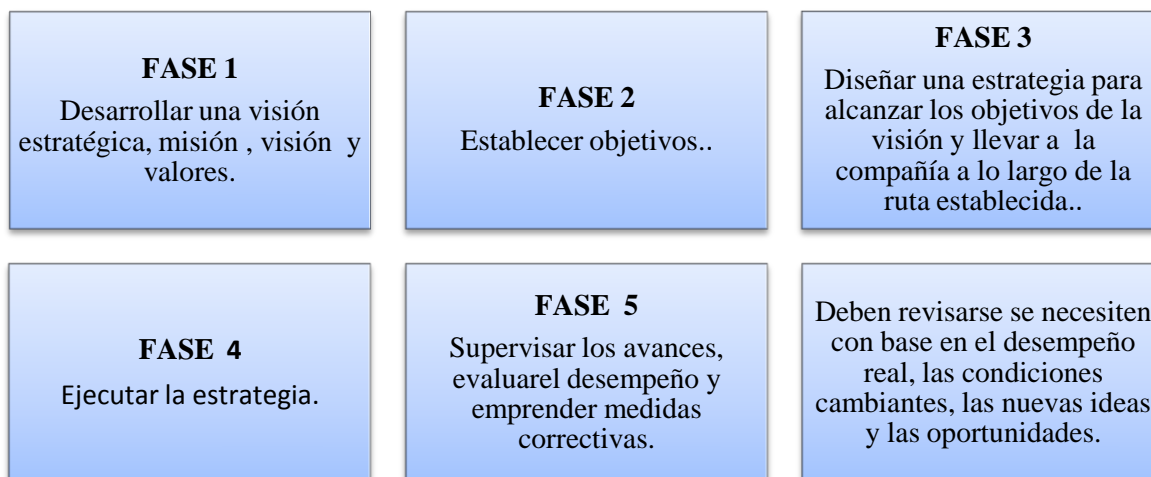 FASE 1
Desarrollar una visión
estratégica, misión , visión y
valores.
FASE 2
Establecer objetivos..
FASE 3
Diseñar una estrategia para
alcanzar los objetivos de la
visión y llevar a la
compañía a lo largo de la
ruta establecida..
FASE 4
Ejecutar la estrategia.
FASE 5
Supervisar los avances,
evaluarel desempeño y
emprender medidas
correctivas.
Deben revisarse se necesiten
con base en el desempeño
real, las condiciones
cambiantes, las nuevas ideas
y las oportunidades.